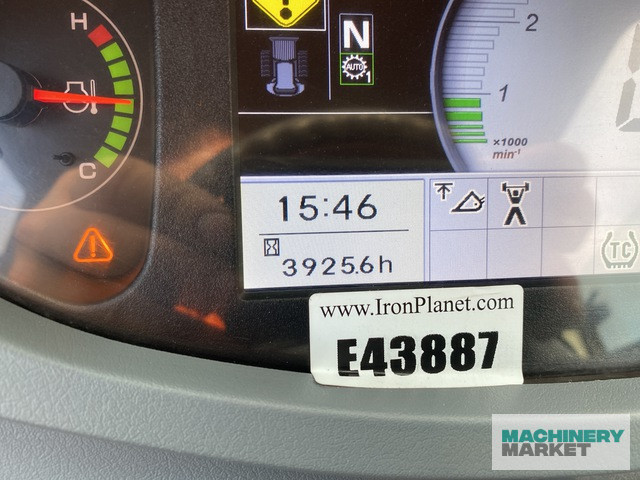 H
C
N
AUTO 1
2
1
×1000
min⁻¹
15:46
3925.6h
TC
www.IronPlanet.com
E43887
MACHINERY
MARKET